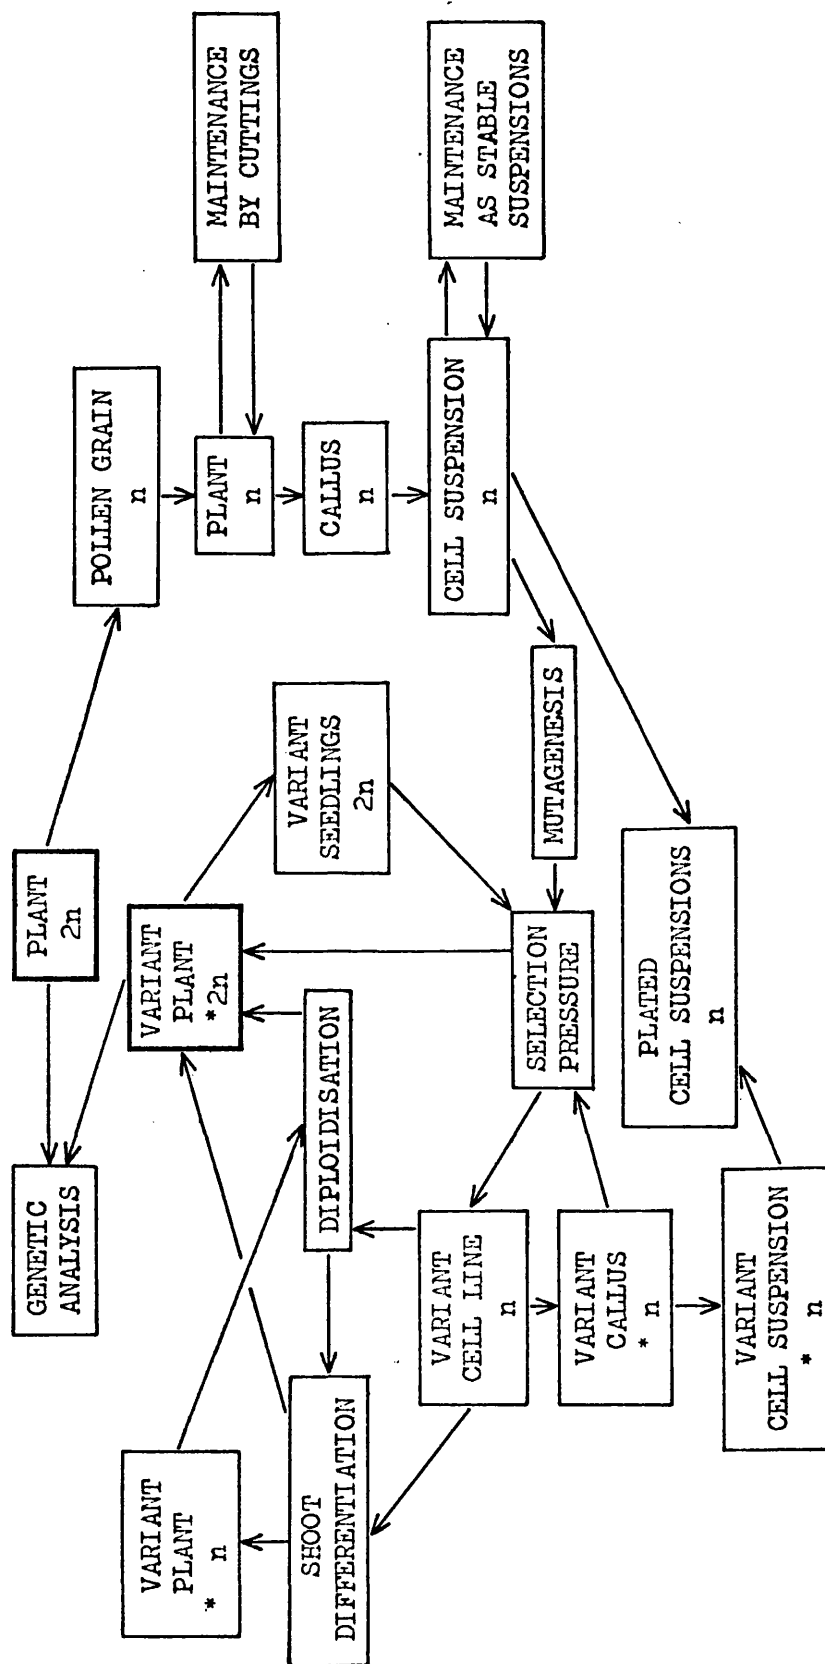 GENETIC
ANALYSIS
PLANT
2n
POLLEN GRAIN
n
VARIANT
PLANT
* n
VARIANT
PLANT
*2n
PLANT
n
MAINTENANCE
BY CUTTINGS
SHOOT
DIFFERENTIATION
DIPLOIDISATION
VARIANT
SEEDLINGS
2n
CALLUS
n
VARIANT
CELL LINE
n
SELECTION
PRESSURE
MUTAGENESIS
CELL SUSPENSION
n
MAINTENANCE
AS STABLE
SUSPENSIONS
VARIANT
CALLUS
* n
VARIANT
CELL SUSPENSION
* n
PLATED
CELL SUSPENSIONS
n